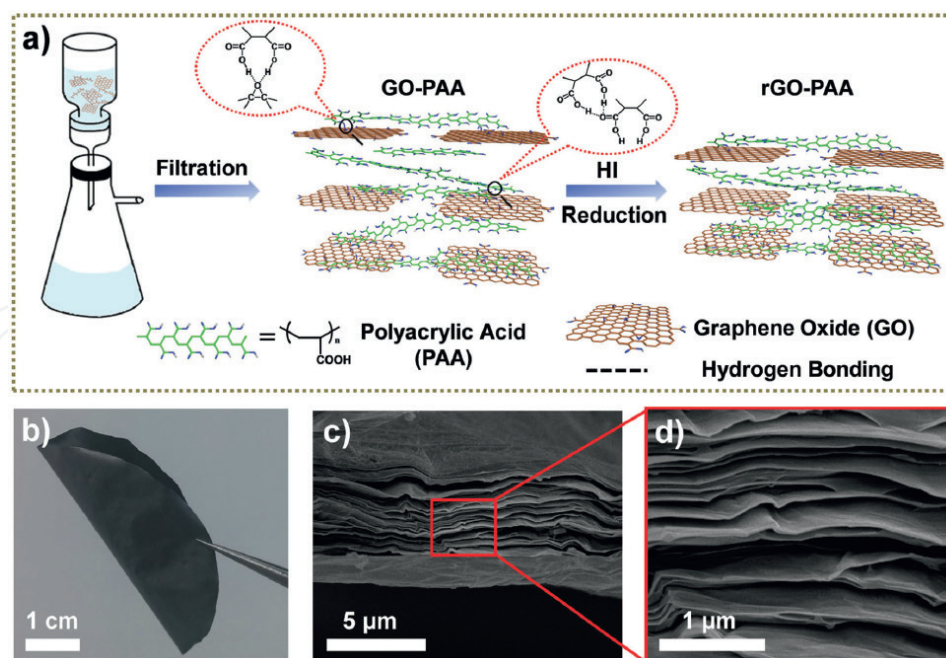 a)
GO-PAA
rGO-PAA
Filtration
HI
Reduction
O C C O
O O
H H
O
C C
O C C O
O O
H H
O C C O
O O
H H
= ( )n
COOH
Polyacrylic Acid
(PAA)
Graphene Oxide (GO)
Hydrogen Bonding
b)
1 cm
c)
5 µm
d)
1 µm